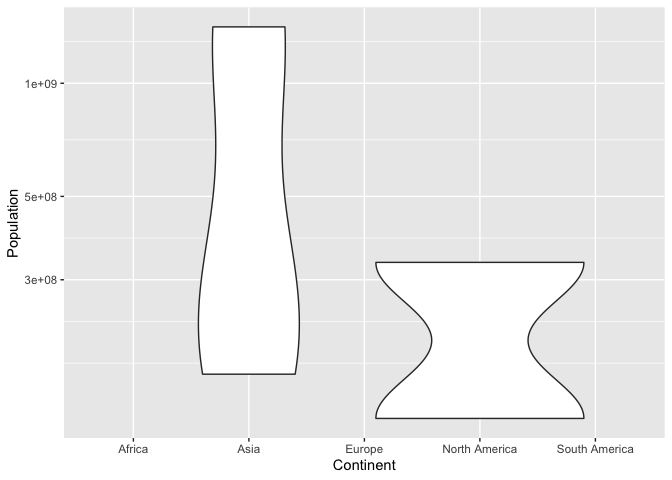 1e+09
5e+08
3e+08
Population
Africa Asia Europe North America South America
Continent